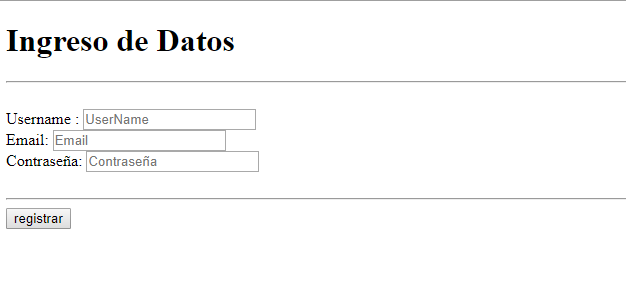 Ingreso de Datos
Username : UserName
Email: Email
Contraseña: Contraseña
registrar